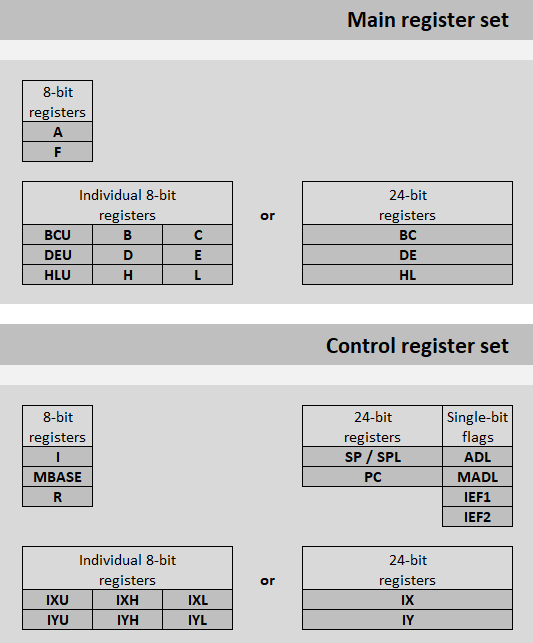 Main register set
8-bit
registers
A
F
Individual 8-bit
registers
or
24-bit
registers
BCU B C
BC
DEU D E
DE
HLU H L
HL
Control register set
8-bit
registers
I
MBASE
R
24-bit
registers
Single-bit
flags
SP / SPL
ADL
PC
MADL
IEF1
IEF2
Individual 8-bit
registers
or
24-bit
registers
IXU IXH IXL
IX
IYU IYH IYL
IY